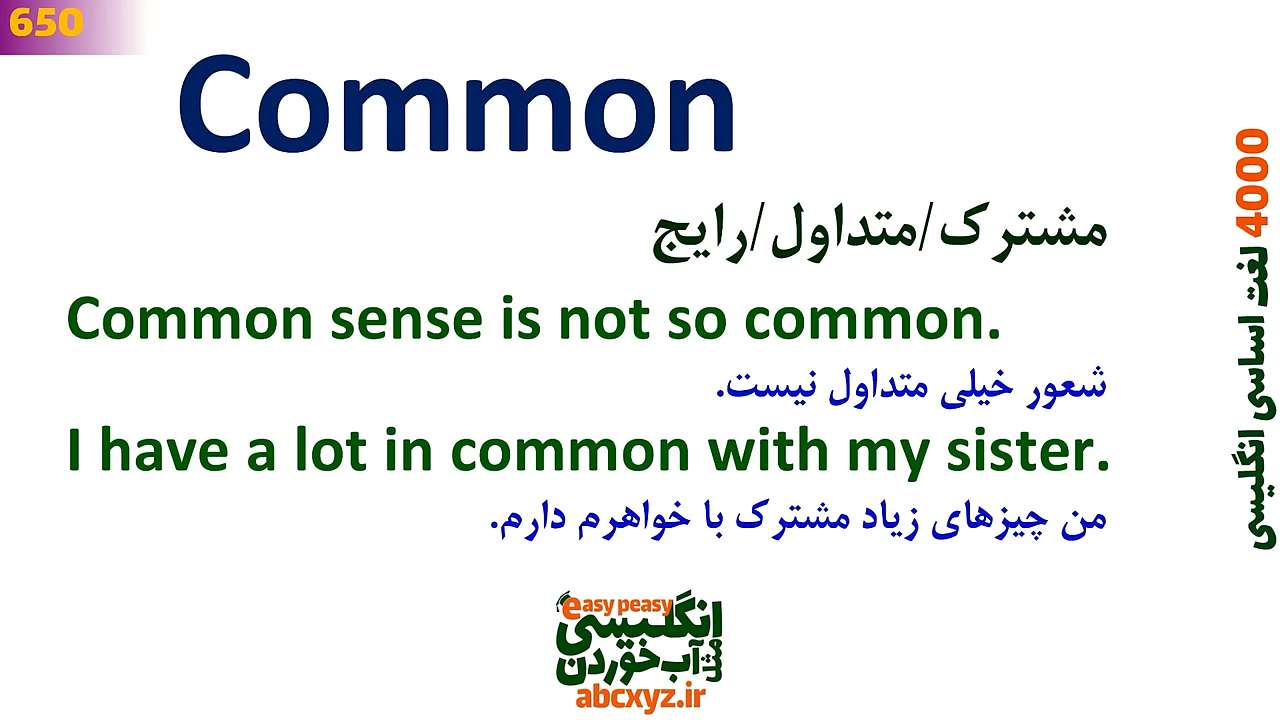 650
Common
مشترک/متداول/رایج
Common sense is not so common.
شعور خیلی متداول نیست.
I have a lot in common with my sister.
من چیزهای زیاد مشترک با خواهرم دارم.
4000 لغت اساسی انگلیسی
easy peasy
انگلیسی
مثل آب خوردن
abcxyz.ir